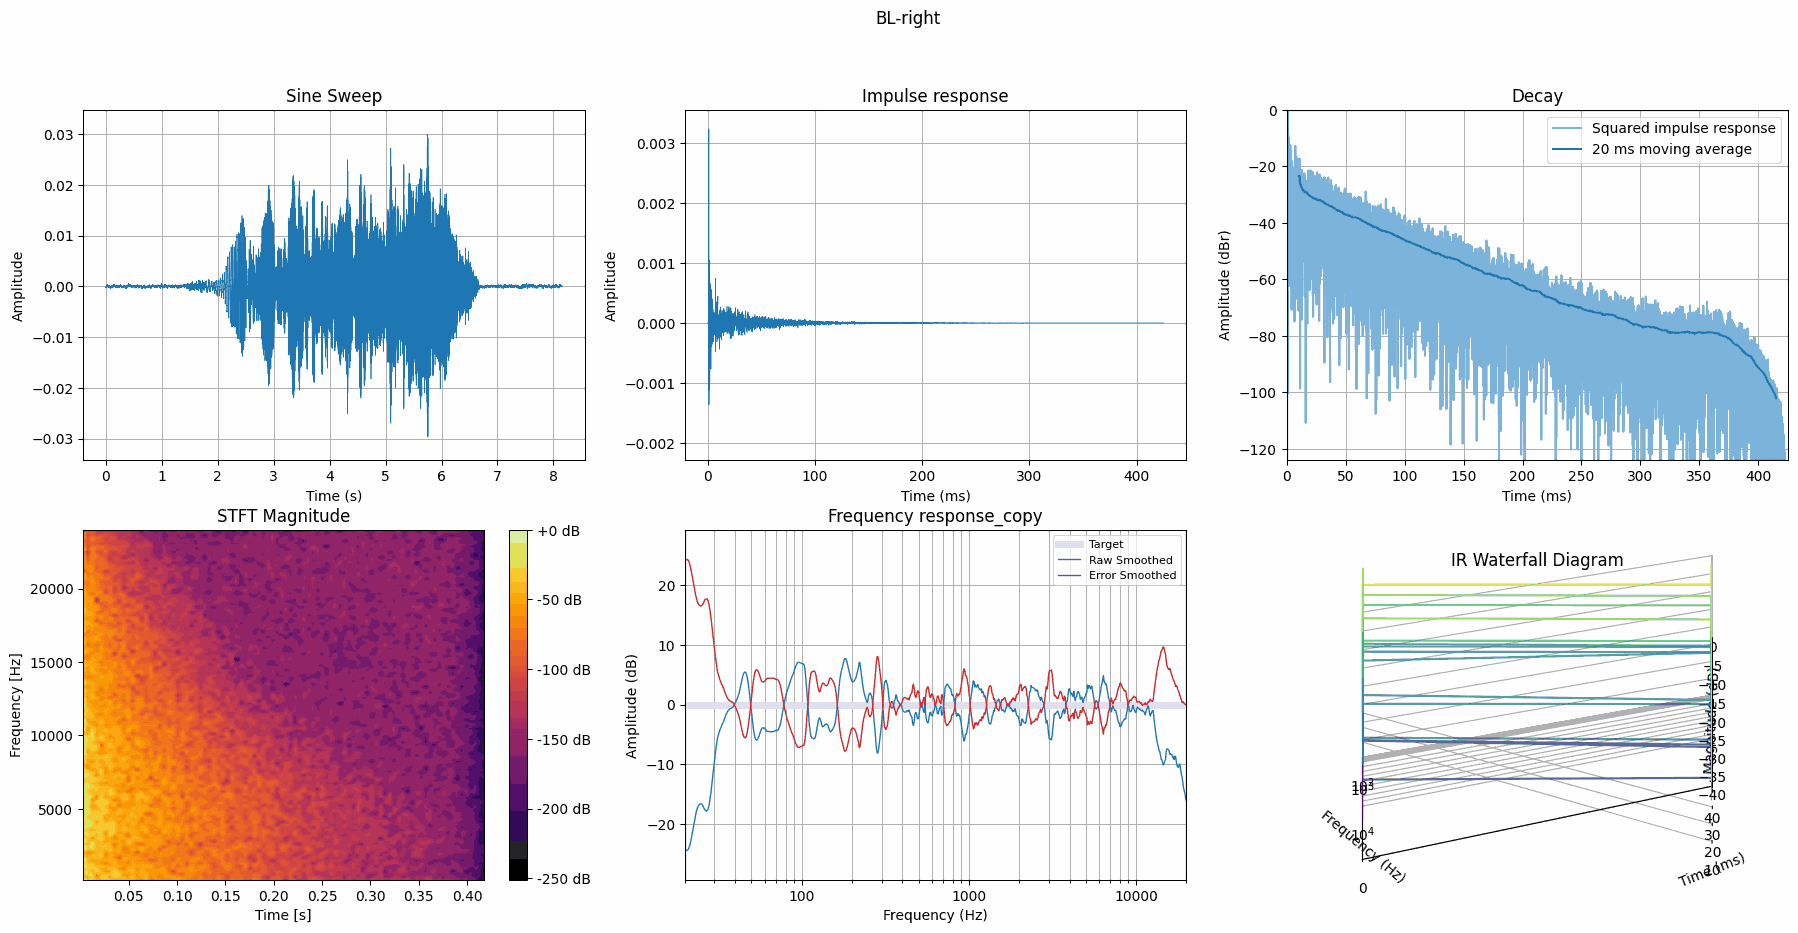 BL-right
Sine Sweep
Amplitude
0.03
0.02
0.01
0.00
−0.01
−0.02
−0.03
0 1 2 3 4 5 6 7 8
Time (s)
Impulse response
Amplitude
0.003
0.002
0.001
0.000
−0.001
−0.002
0 100 200 300 400
Time (ms)
Decay
Squared impulse response
20 ms moving average
Amplitude (dBr)
0
−20
−40
−60
−80
−100
−120
0 50 100 150 200 250 300 350 400
Time (ms)
STFT Magnitude
Frequency [Hz]
20000
15000
10000
5000
0.05 0.10 0.15 0.20 0.25 0.30 0.35 0.40
Time [s]
+0 dB
-50 dB
-100 dB
-150 dB
-200 dB
-250 dB
Frequency response_copy
Target
Raw Smoothed
Error Smoothed
Amplitude (dB)
20
10
0
−10
−20
100 1000 10000
Frequency (Hz)
IR Waterfall Diagram
0
−30
−35
−40
40
30
20
10
Time (ms)
10⁴
Frequency (Hz)
0